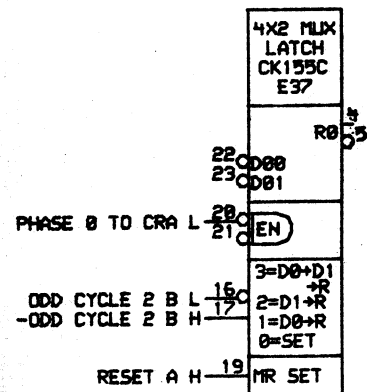 4X2 MUX
LATCH
CK155C
E37
4
R0 5
22 D00
23 D01
PHASE 0 TO CRA L 20
21 EN
3=D0+D1
→R
ODD CYCLE 2 B L 16 2=D1→R
-ODD CYCLE 2 B H 17 1=D0→R
0=SET
RESET A H 19 MR SET